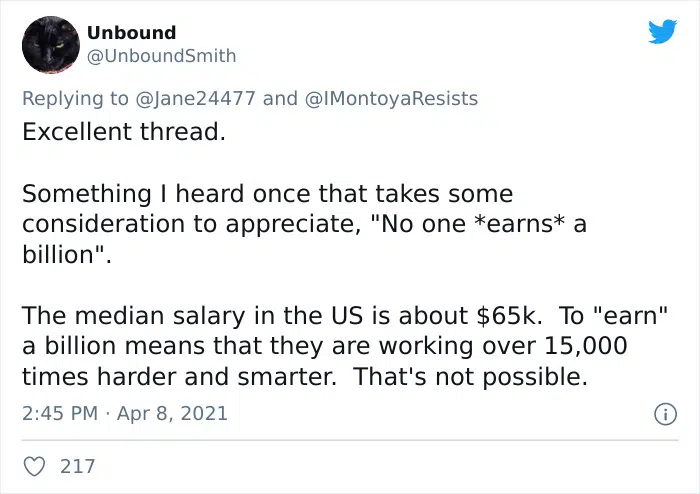 Unbound
@UnboundSmith
Replying to @Jane24477 and @IMontoyaResists
Excellent thread.
Something I heard once that takes some
consideration to appreciate, "No one *earns* a
billion".
The median salary in the US is about $65k.  To "earn"
a billion means that they are working over 15,000
times harder and smarter.  That's not possible.
2:45 PM · Apr 8, 2021
217